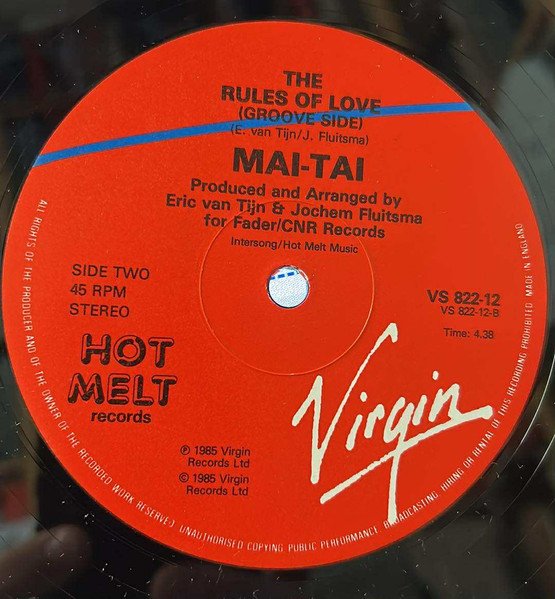 THE
RULES OF LOVE
(GROOVE SIDE)
(E. van Tijn/J. Fluitsma)
MAI-TAI
Produced and Arranged by
Eric van Tijn & Jochem Fluitsma
for Fader/CNR Records
Intersong/Hot Melt Music
SIDE TWO
45 RPM
STEREO
VS 822-12
VS 822-12-B
Time: 4.38
HOT
MELT
records
Virgin
℗ 1985 Virgin
Records Ltd
© 1985 Virgin
Records Ltd
ALL RIGHTS OF THE PRODUCER AND OF THE OWNER OF THE RECORDED WORK RESERVED UNAUTHORISED COPYING PUBLIC PERFORMANCE BROADCASTING HIRING OR RENTAL OF THIS RECORDING PROHIBITED MADE IN ENGLAND